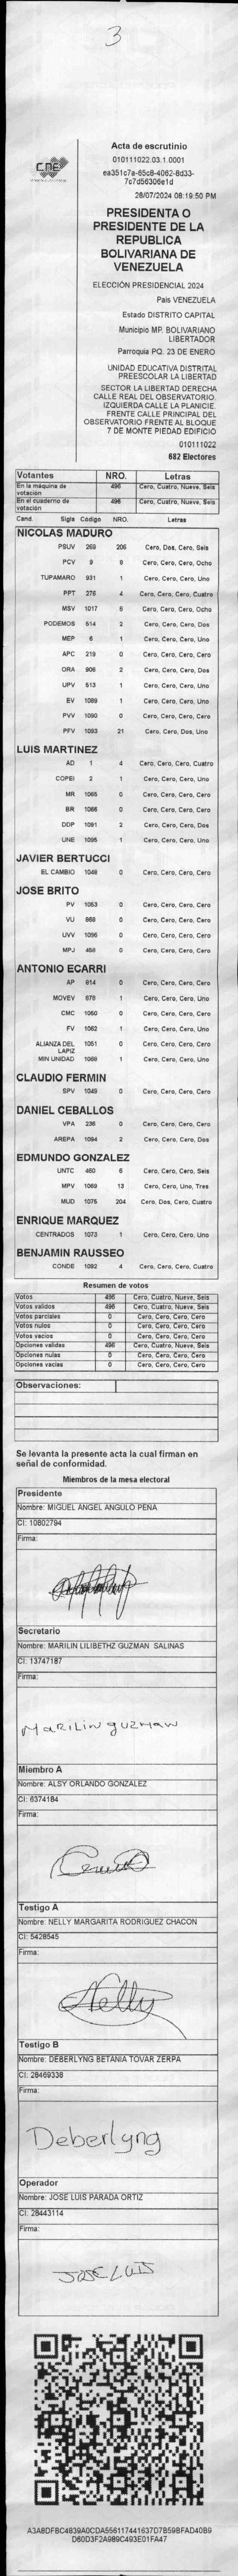 3
Acta de escrutinio
010111022.03.1.0001
ea351c7a-65c8-4062-8d33-
7c7d56306e1d
28/07/2024 08:19:50 PM
CNE
PRESIDENTA O
PRESIDENTE DE LA
REPUBLICA
BOLIVARIANA DE
VENEZUELA
ELECCIÓN PRESIDENCIAL 2024
Pais VENEZUELA
Estado DISTRITO CAPITAL
Municipio MP. BOLIVARIANO
LIBERTADOR
Parroquia PQ. 23 DE ENERO
UNIDAD EDUCATIVA DISTRITAL
PREESCOLAR LA LIBERTAD
SECTOR LA LIBERTAD DERECHA
CALLE REAL DEL OBSERVATORIO.
IZQUIERDA CALLE LA PLANICIE.
FRENTE CALLE PRINCIPAL DEL
OBSERVATORIO FRENTE AL BLOQUE
7 DE MONTE PIEDAD EDIFICIO
010111022
682 Electores
Votantes NRO. Letras
En la máquina de votación 496 Cero, Cuatro, Nueve, Seis
En el cuaderno de votación 496 Cero, Cuatro, Nueve, Seis
Cand. Sigla Código NRO. Letras
NICOLAS MADURO
PSUV 269 206 Cero, Dos, Cero, Seis
PCV 9 8 Cero, Cero, Cero, Ocho
TUPAMARO 931 1 Cero, Cero, Cero, Uno
PPT 276 4 Cero, Cero, Cero, Cuatro
MSV 1017 8 Cero, Cero, Cero, Ocho
PODEMOS 514 2 Cero, Cero, Cero, Dos
MEP 6 1 Cero, Cero, Cero, Uno
APC 219 0 Cero, Cero, Cero, Cero
ORA 906 2 Cero, Cero, Cero, Dos
UPV 513 1 Cero, Cero, Cero, Uno
EV 1089 1 Cero, Cero, Cero, Uno
PVV 1090 0 Cero, Cero, Cero, Cero
PFV 1093 21 Cero, Cero, Dos, Uno
LUIS MARTINEZ
AD 1 4 Cero, Cero, Cero, Cuatro
COPEI 2 1 Cero, Cero, Cero, Uno
MR 1065 0 Cero, Cero, Cero, Cero
BR 1066 0 Cero, Cero, Cero, Cero
DDP 1091 2 Cero, Cero, Cero, Dos
UNE 1095 1 Cero, Cero, Cero, Uno
JAVIER BERTUCCI
EL CAMBIO 1048 0 Cero, Cero, Cero, Cero
JOSE BRITO
PV 1053 0 Cero, Cero, Cero, Cero
VU 868 0 Cero, Cero, Cero, Cero
UVV 1096 0 Cero, Cero, Cero, Cero
MPJ 458 0 Cero, Cero, Cero, Cero
ANTONIO ECARRI
AP 814 0 Cero, Cero, Cero, Cero
MOVEV 878 1 Cero, Cero, Cero, Uno
CMC 1050 0 Cero, Cero, Cero, Cero
FV 1062 1 Cero, Cero, Cero, Uno
ALIANZA DEL LAPIZ 1051 0 Cero, Cero, Cero, Cero
MIN UNIDAD 1068 1 Cero, Cero, Cero, Uno
CLAUDIO FERMIN
SPV 1049 0 Cero, Cero, Cero, Cero
DANIEL CEBALLOS
VPA 236 0 Cero, Cero, Cero, Cero
AREPA 1094 2 Cero, Cero, Cero, Dos
EDMUNDO GONZALEZ
UNTC 460 6 Cero, Cero, Cero, Seis
MPV 1069 13 Cero, Cero, Uno, Tres
MUD 1075 204 Cero, Dos, Cero, Cuatro
ENRIQUE MARQUEZ
CENTRADOS 1073 1 Cero, Cero, Cero, Uno
BENJAMIN RAUSSEO
CONDE 1092 4 Cero, Cero, Cero, Cuatro
Resumen de votos
Votos 496 Cero, Cuatro, Nueve, Seis
Votos validos 496 Cero, Cuatro, Nueve, Seis
Votos parciales 0 Cero, Cero, Cero, Cero
Votos nulos 0 Cero, Cero, Cero, Cero
Votos vacios 0 Cero, Cero, Cero, Cero
Opciones validas 496 Cero, Cuatro, Nueve, Seis
Opciones nulas 0 Cero, Cero, Cero, Cero
Opciones vacias 0 Cero, Cero, Cero, Cero
Observaciones:
Se levanta la presente acta la cual firman en
señal de conformidad.
Miembros de la mesa electoral
Presidente
Nombre: MIGUEL ANGEL ANGULO PENA
CI: 10802794
Firma:
Secretario
Nombre: MARILIN LILIBETHZ GUZMAN SALINAS
CI: 13747187
Firma:
MARILIN guzmaN
Miembro A
Nombre: ALSY ORLANDO GONZALEZ
CI: 6374184
Firma:
Testigo A
Nombre: NELLY MARGARITA RODRIGUEZ CHACON
CI: 5428545
Firma:
Nelly
Testigo B
Nombre: DEBERLYNG BETANIA TOVAR ZERPA
CI: 28469338
Firma:
Deberlyng
Operador
Nombre: JOSE LUIS PARADA ORTIZ
CI: 28443114
Firma:
JOSE LUIS
A3A8DFBC4839A0CDA556117441637D7B59BFAD40B9
D60D3F2A989C493E01FA47